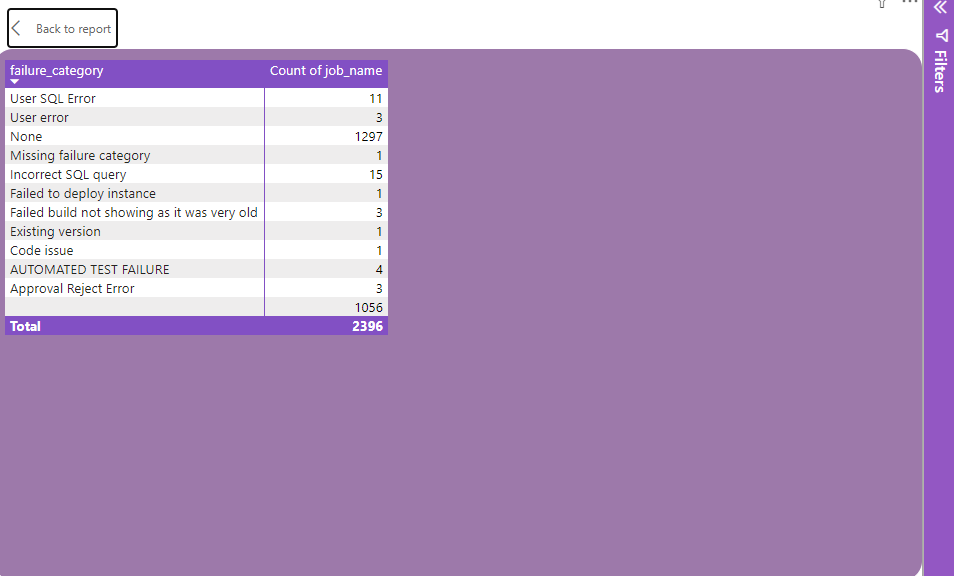 Back to report
failure_category Count of job_name
User SQL Error 11
User error 3
None 1297
Missing failure category 1
Incorrect SQL query 15
Failed to deploy instance 1
Failed build not showing as it was very old 3
Existing version 1
Code issue 1
AUTOMATED TEST FAILURE 4
Approval Reject Error 3
1056
Total 2396
Filters